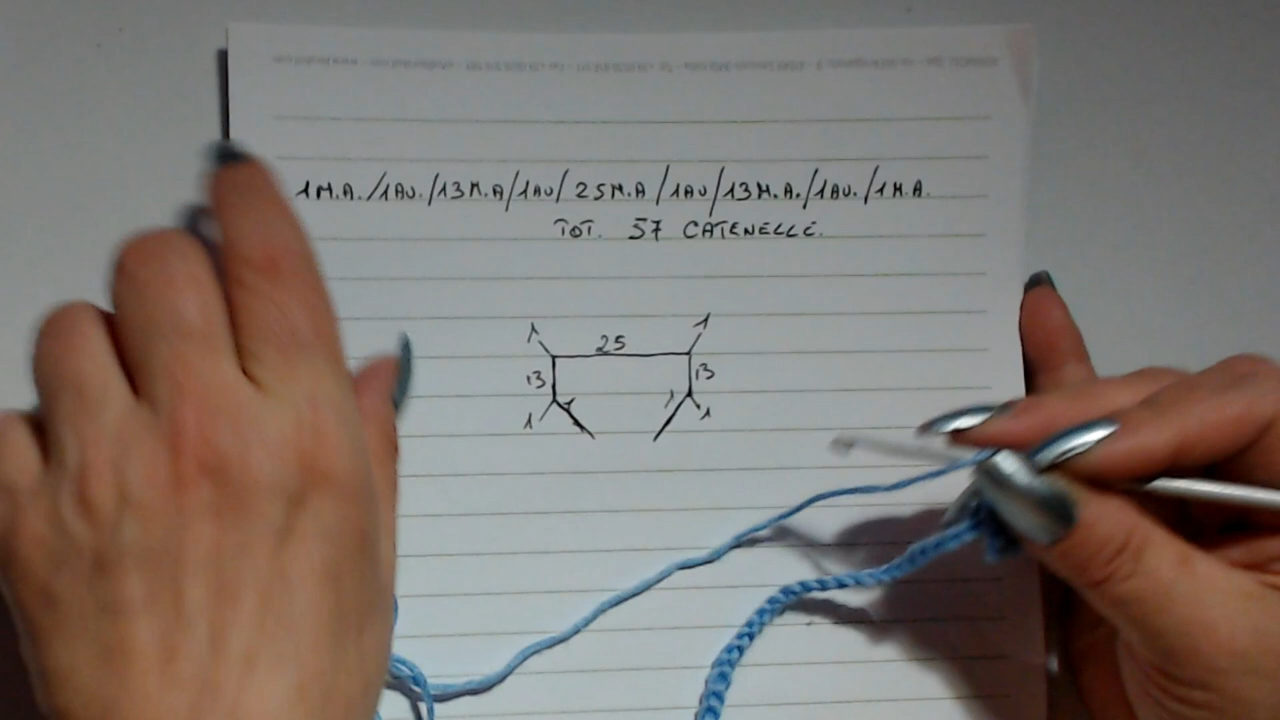 1M.A./1AU./13M.A/1AU/25M.A/1AU/13M.A./1AU./1M.A.
TOT. 57 CATENELLE.
1 1
25
13 13
1 1 1 1